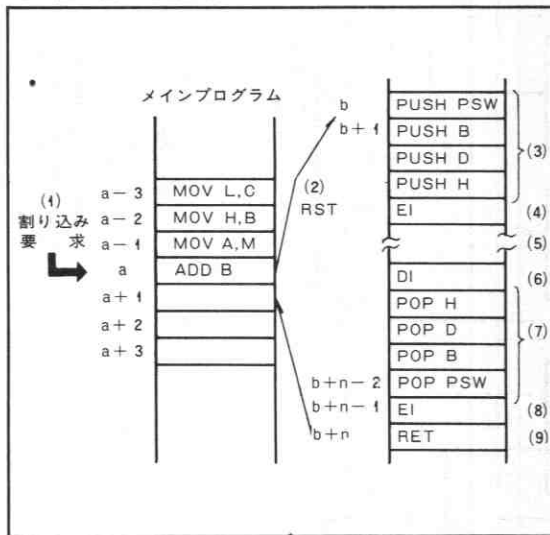 メインプログラム
(1)
割り込み
要　求
a−3 MOV L,C
a−2 MOV H,B
a−1 MOV A,M
a ADD B
a+1
a+2
a+3
(2)
RST
b PUSH PSW
b+1 PUSH B
PUSH D
PUSH H
(3)
EI (4)
(5)
DI (6)
POP H
POP D
POP B
b+n−2 POP PSW
(7)
b+n−1 EI (8)
b+n RET (9)